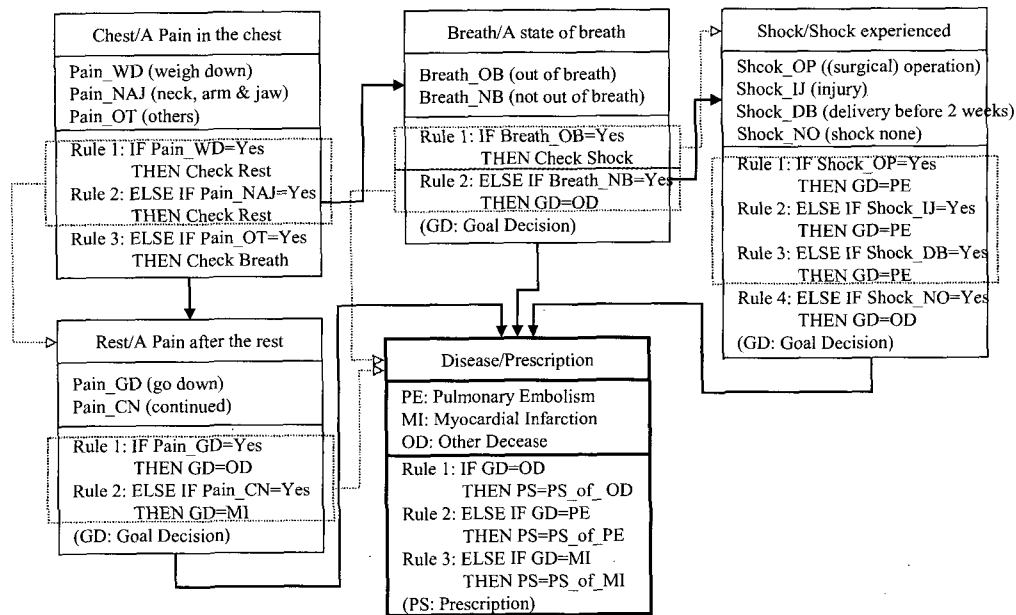 Chest/A Pain in the chest
Pain_WD (weigh down)
Pain_NAJ (neck, arm & jaw)
Pain_OT (others)
Rule 1: IF Pain_WD=Yes
THEN Check Rest
Rule 2: ELSE IF Pain_NAJ=Yes
THEN Check Rest
Rule 3: ELSE IF Pain_OT=Yes
THEN Check Breath
Breath/A state of breath
Breath_OB (out of breath)
Breath_NB (not out of breath)
Rule 1: IF Breath_OB=Yes
THEN Check Shock
Rule 2: ELSE IF Breath_NB=Yes
THEN GD=OD
(GD: Goal Decision)
Shock/Shock experienced
Shcok_OP ((surgical) operation)
Shock_IJ (injury)
Shock_DB (delivery before 2 weeks)
Shock_NO (shock none)
Rule 1: IF Shock_OP=Yes
THEN GD=PE
Rule 2: ELSE IF Shock_IJ=Yes
THEN GD=PE
Rule 3: ELSE IF Shock_DB=Yes
THEN GD=PE
Rule 4: ELSE IF Shock_NO=Yes
THEN GD=OD
(GD: Goal Decision)
Rest/A Pain after the rest
Pain_GD (go down)
Pain_CN (continued)
Rule 1: IF Pain_GD=Yes
THEN GD=OD
Rule 2: ELSE IF Pain_CN=Yes
THEN GD=MI
(GD: Goal Decision)
Disease/Prescription
PE: Pulmonary Embolism
MI: Myocardial Infarction
OD: Other Decease
Rule 1: IF GD=OD
THEN PS=PS_of_ OD
Rule 2: ELSE IF GD=PE
THEN PS=PS_of_PE
Rule 3: ELSE IF GD=MI
THEN PS=PS_of_MI
(PS: Prescription)